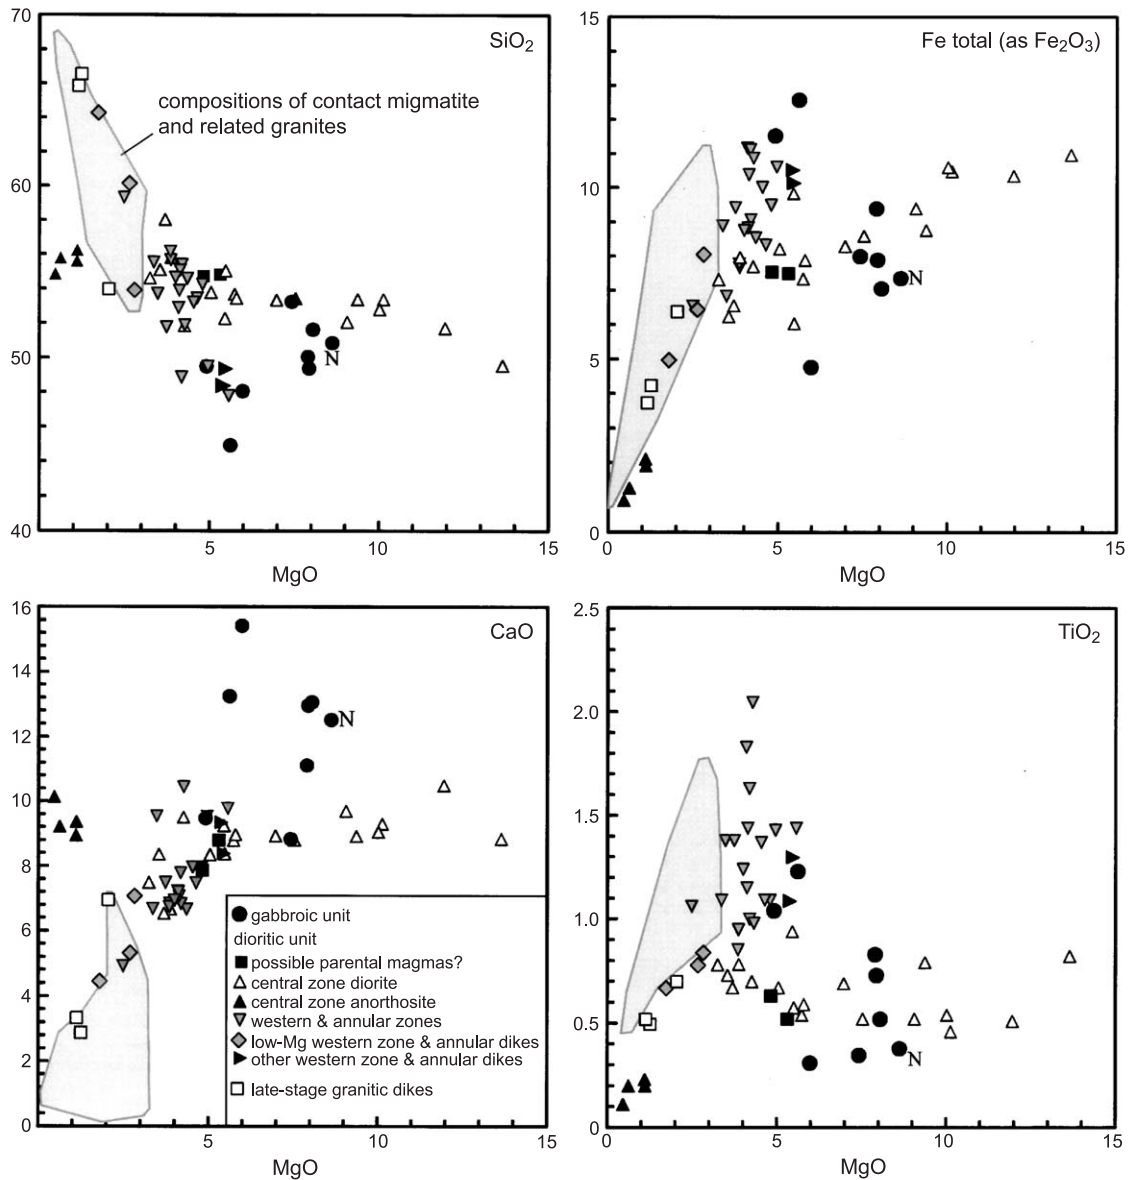 70
60
50
40
SiO₂
compositions of contact migmatite
and related granites
N
5
10
15
MgO
15
10
5
0
Fe total (as Fe₂O₃)
N
0
5
10
15
MgO
16
14
12
10
8
6
4
2
0
CaO
N
gabbroic unit
dioritic unit
possible parental magmas?
central zone diorite
central zone anorthosite
western & annular zones
low-Mg western zone & annular dikes
other western zone & annular dikes
late-stage granitic dikes
5
10
15
MgO
2.5
2.0
1.5
1.0
0.5
0
TiO₂
N
0
5
10
15
MgO